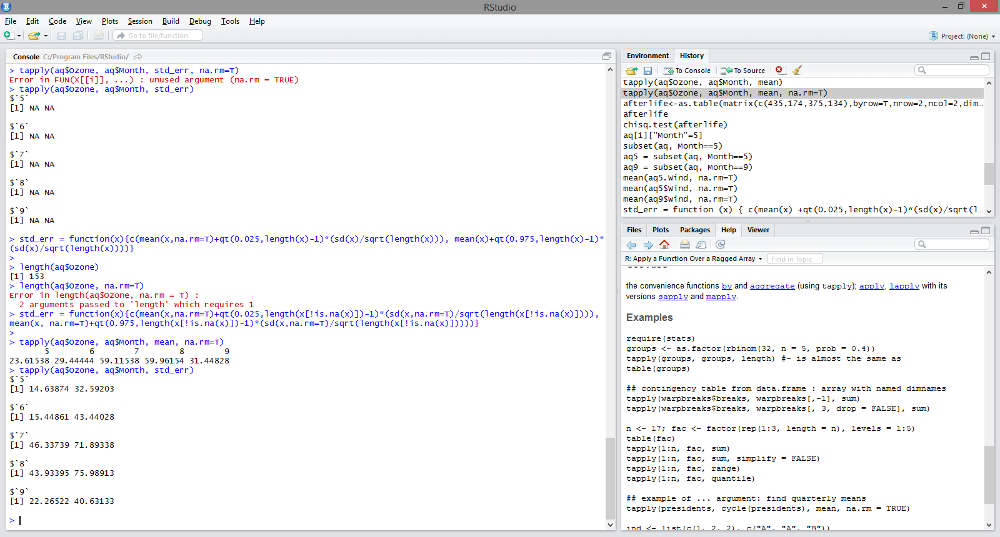 RStudio
File Edit Code View Plots Session Build Debug Tools Help
Go to file/function
Project: (None)
Console C:/Program Files/RStudio/
> tapply(aq$Ozone, aq$Month, std_err, na.rm=T)
Error in FUN(X[[i]], ...) : unused argument (na.rm = TRUE)
> tapply(aq$Ozone, aq$Month, std_err)
$`5`
[1] NA NA
$`6`
[1] NA NA
$`7`
[1] NA NA
$`8`
[1] NA NA
$`9`
[1] NA NA
> std_err = function(x){c(mean(x,na.rm=T)+qt(0.025,length(x)-1)*(sd(x)/sqrt(length(x))), mean(x)+qt(0.975,length(x)-1)*
(sd(x)/sqrt(length(x))))}
>
> length(aq$Ozone)
[1] 153
> length(aq$Ozone, na.rm=T)
Error in length(aq$Ozone, na.rm = T) :
2 arguments passed to 'length' which requires 1
> std_err = function(x){c(mean(x,na.rm=T)+qt(0.025,length(x[!is.na(x)])-1)*(sd(x,na.rm=T)/sqrt(length(x[!is.na(x)]))),
mean(x, na.rm=T)+qt(0.975,length(x[!is.na(x)])-1)*(sd(x,na.rm=T)/sqrt(length(x[!is.na(x)]))))}
>
> tapply(aq$Ozone, aq$Month, mean, na.rm=T)
5 6 7 8 9
23.61538 29.44444 59.11538 59.96154 31.44828
> tapply(aq$Ozone, aq$Month, std_err)
$`5`
[1] 14.63874 32.59203
$`6`
[1] 15.44861 43.44028
$`7`
[1] 46.33739 71.89338
$`8`
[1] 43.93395 75.98913
$`9`
[1] 22.26522 40.63133
>
Environment History
To Console To Source
tapply(aq$Ozone, aq$Month, mean)
tapply(aq$Ozone, aq$Month, mean, na.rm=T)
afterlife<-as.table(matrix(c(435,174,375,134),byrow=T,nrow=2,ncol=2,dim…
afterlife
chisq.test(afterlife)
aq[1]["Month"=5]
subset(aq, Month==5)
aq5 = subset(aq, Month==5)
aq9 = subset(aq, Month==9)
mean(aq5.Wind, na.rm=T)
mean(aq5$Wind, na.rm=T)
mean(aq9$Wind, na.rm=T)
std_err = function (x) { c(mean(x) +qt(0.025,length(x)-1)*(sd(x)/sqrt(l…
Files Plots Packages Help Viewer
R: Apply a Function Over a Ragged Array
Find in Topic
See Also
the convenience functions by and aggregate (using tapply); apply, lapply with its
versions sapply and mapply.
Examples
require(stats)
groups <- as.factor(rbinom(32, n = 5, prob = 0.4))
tapply(groups, groups, length) #- is almost the same as
table(groups)
## contingency table from data.frame : array with named dimnames
tapply(warpbreaks$breaks, warpbreaks[,-1], sum)
tapply(warpbreaks$breaks, warpbreaks[, 3, drop = FALSE], sum)
n <- 17; fac <- factor(rep(1:3, length = n), levels = 1:5)
table(fac)
tapply(1:n, fac, sum)
tapply(1:n, fac, sum, simplify = FALSE)
tapply(1:n, fac, range)
tapply(1:n, fac, quantile)
## example of ... argument: find quarterly means
tapply(presidents, cycle(presidents), mean, na.rm = TRUE)
ind <- list(c(1, 2, 2), c("A", "A", "B"))